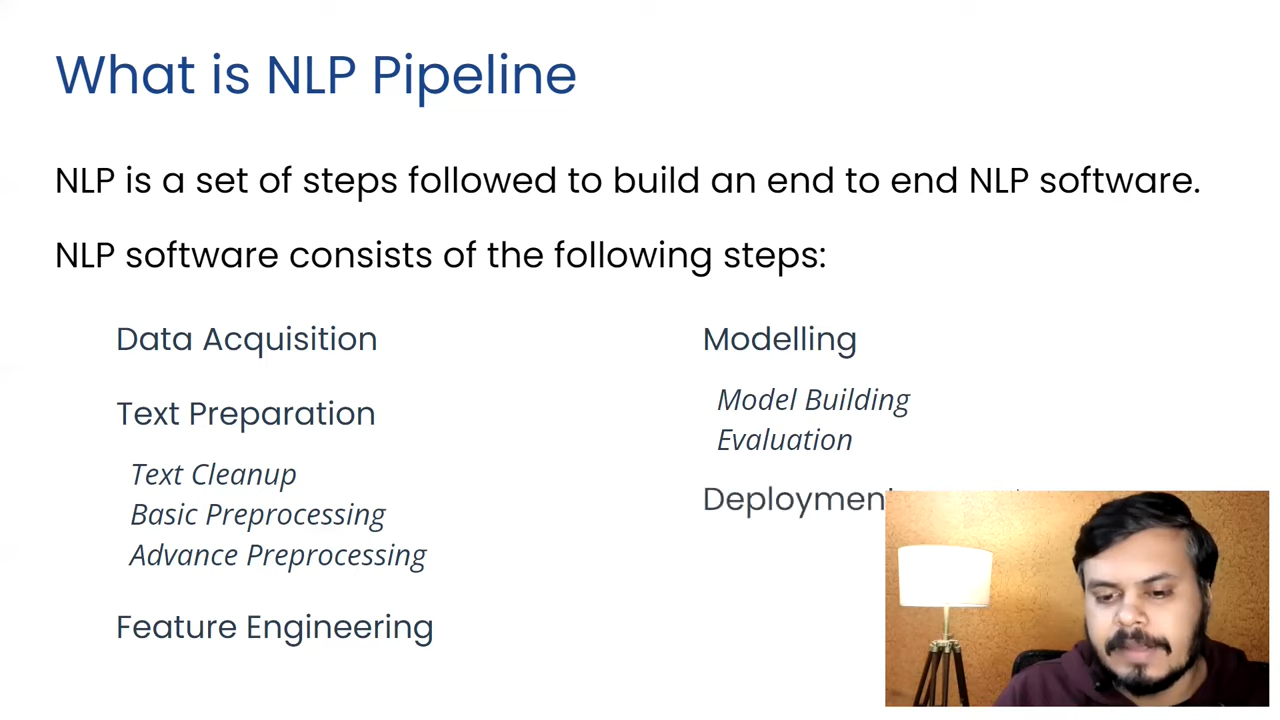 What is NLP Pipeline
NLP is a set of steps followed to build an end to end NLP software.
NLP software consists of the following steps:
Data Acquisition
Text Preparation
Text Cleanup
Basic Preprocessing
Advance Preprocessing
Feature Engineering
Modelling
Model Building
Evaluation